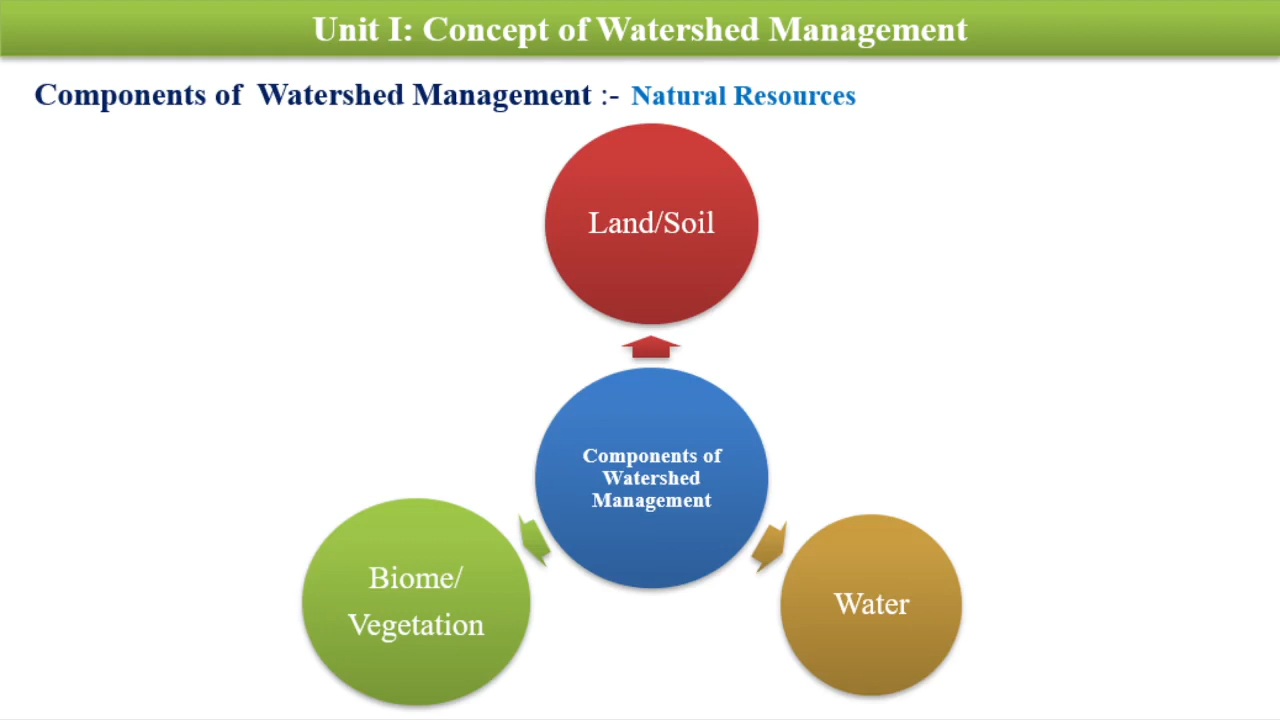 Unit I: Concept of Watershed Management
Components of Watershed Management :- Natural Resources
Land/Soil
Components of
Watershed
Management
Biome/
Vegetation
Water